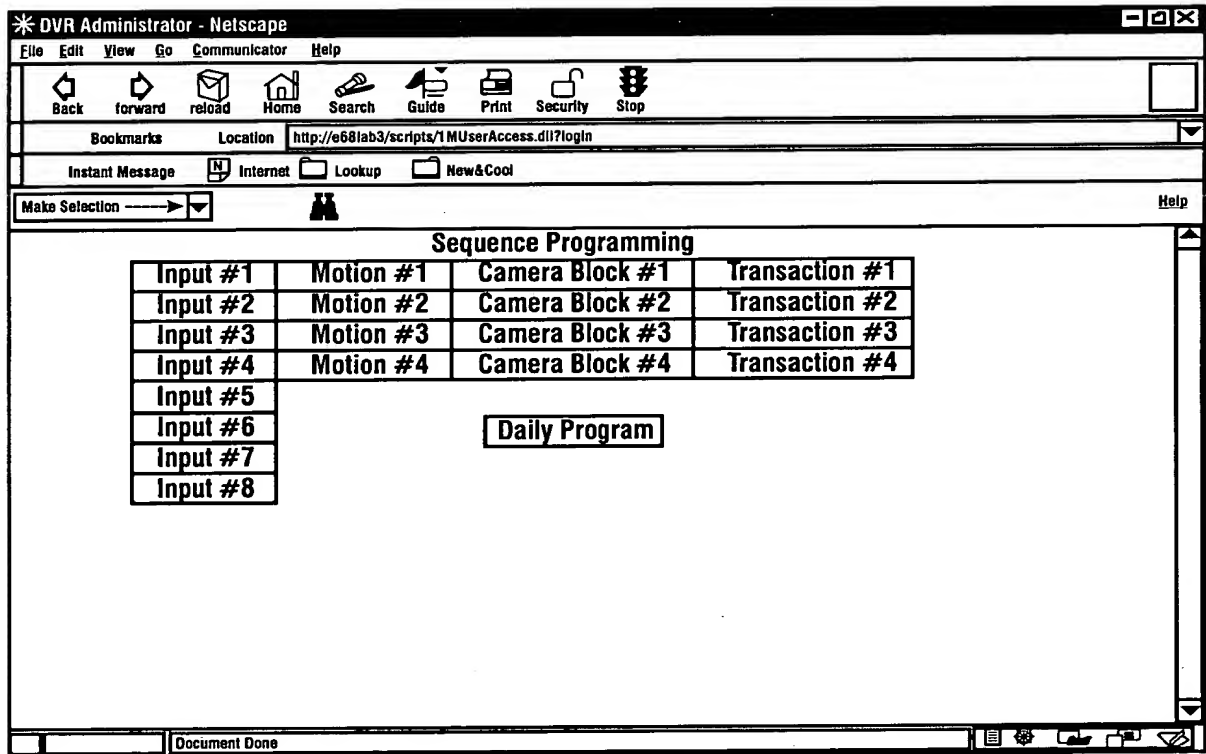 DVR Administrator - Netscape
File Edit View Go Communicator Help
Back forward reload Home Search Guide Print Security Stop
Bookmarks Location http://e68lab3/scripts/1MUserAccess.dll?login
Instant Message N Internet Lookup New&Cool
Make Selection -----> Help
Sequence Programming
Input #1 Motion #1 Camera Block #1 Transaction #1
Input #2 Motion #2 Camera Block #2 Transaction #2
Input #3 Motion #3 Camera Block #3 Transaction #3
Input #4 Motion #4 Camera Block #4 Transaction #4
Input #5
Input #6 Daily Program
Input #7
Input #8
Document Done